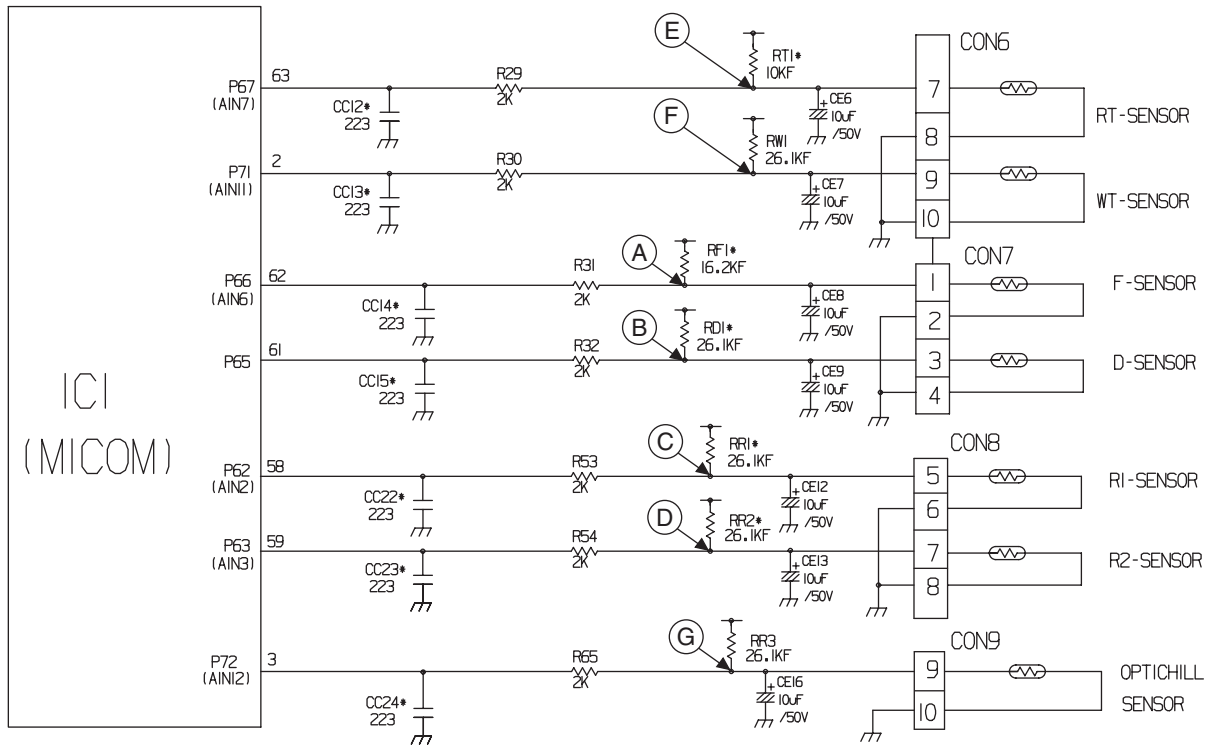 IC1
(MICOM)
P67
(AIN7)
63
CC12*
223
R29
2K
E
RT1*
10KF
CE6
+
10uF
/50V
CON6
7
8
RT-SENSOR
P71
(AIN11)
2
CC13*
223
R30
2K
F
RW1
26.1KF
CE7
+
10uF
/50V
9
10
WT-SENSOR
P66
(AIN6)
62
CC14*
223
R31
2K
A
RF1*
16.2KF
CE8
+
10uF
/50V
CON7
1
2
F-SENSOR
P65
61
CC15*
223
R32
2K
B
RD1*
26.1KF
CE9
+
10uF
/50V
3
4
D-SENSOR
P62
(AIN2)
58
CC22*
223
R53
2K
C
RR1*
26.1KF
CE12
+
10uF
/50V
CON8
5
6
R1-SENSOR
P63
(AIN3)
59
CC23*
223
R54
2K
D
RR2*
26.1KF
CE13
+
10uF
/50V
7
8
R2-SENSOR
P72
(AIN12)
3
CC24*
223
R65
2K
G
RR3
26.1KF
CE16
+
10uF
/50V
CON9
9
10
OPTICHILL
SENSOR